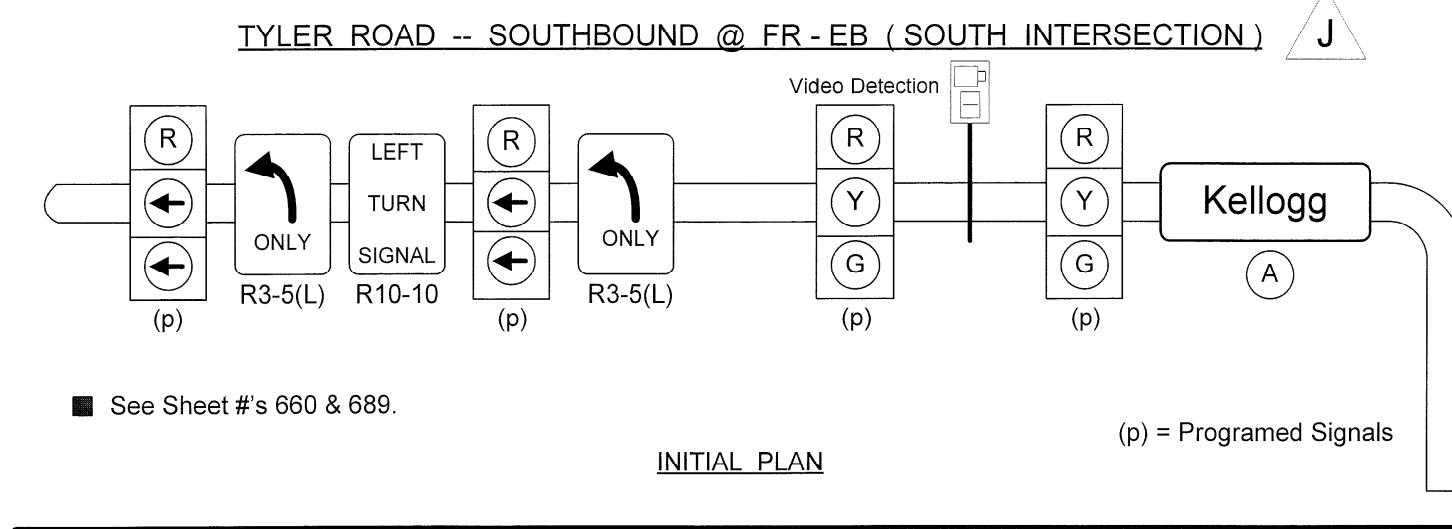 TYLER ROAD -- SOUTHBOUND @ FR - EB ( SOUTH INTERSECTION )
J
Video Detection
R
ONLY
R3-5(L)
LEFT
TURN
SIGNAL
R10-10
R
ONLY
R3-5(L)
R
Y
G
R
Y
G
Kellogg
A
(p)
(p)
(p)
(p)
See Sheet #'s 660 & 689.
(p) = Programed Signals
INITIAL PLAN